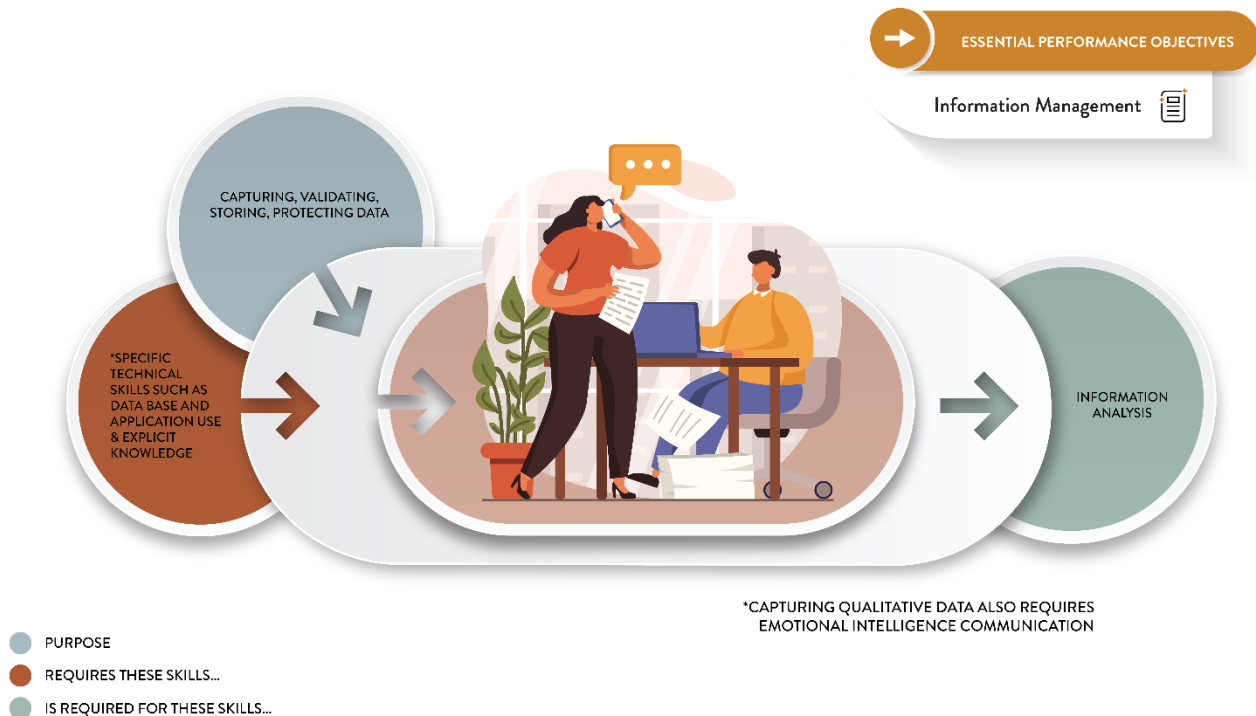 ESSENTIAL PERFORMANCE OBJECTIVES
Information Management
CAPTURING, VALIDATING,
STORING, PROTECTING DATA
*SPECIFIC
TECHNICAL
SKILLS SUCH AS
DATA BASE AND
APPLICATION USE
& EXPLICIT
KNOWLEDGE
INFORMATION
ANALYSIS
*CAPTURING QUALITATIVE DATA ALSO REQUIRES
EMOTIONAL INTELLIGENCE COMMUNICATION
PURPOSE
REQUIRES THESE SKILLS...
IS REQUIRED FOR THESE SKILLS...